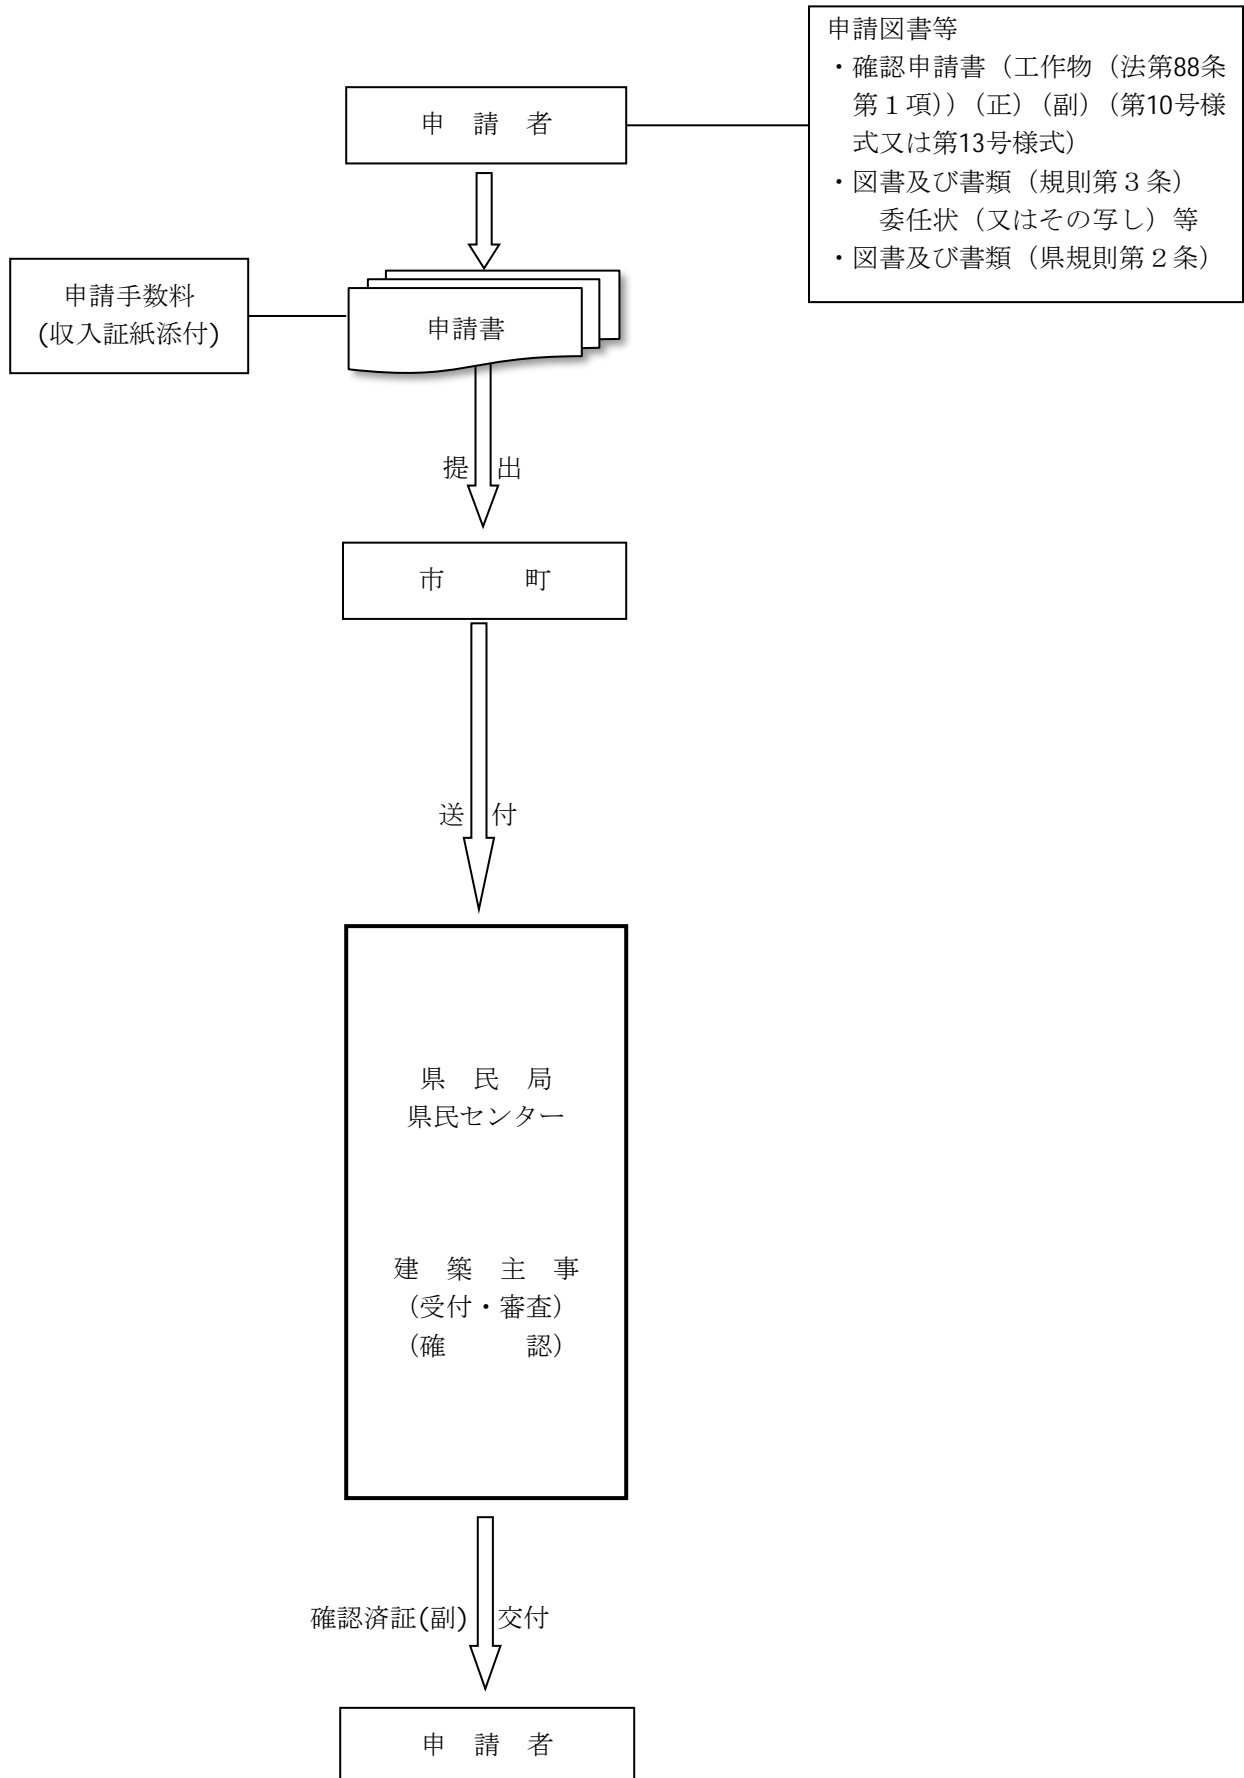 申請図書等
・確認申請書（工作物（法第88条
第１項））（正）（副）（第10号様
式又は第13号様式）
・図書及び書類（規則第３条）
委任状（又はその写し）等
・図書及び書類（県規則第２条）
申　請　者
申請手数料
(収入証紙添付)
申請書
提　出
市　　　町
送　付
県　民　局
県民センター
建　築　主　事
（受付・審査）
（確　　　認）
確認済証(副)　交付
申　請　者